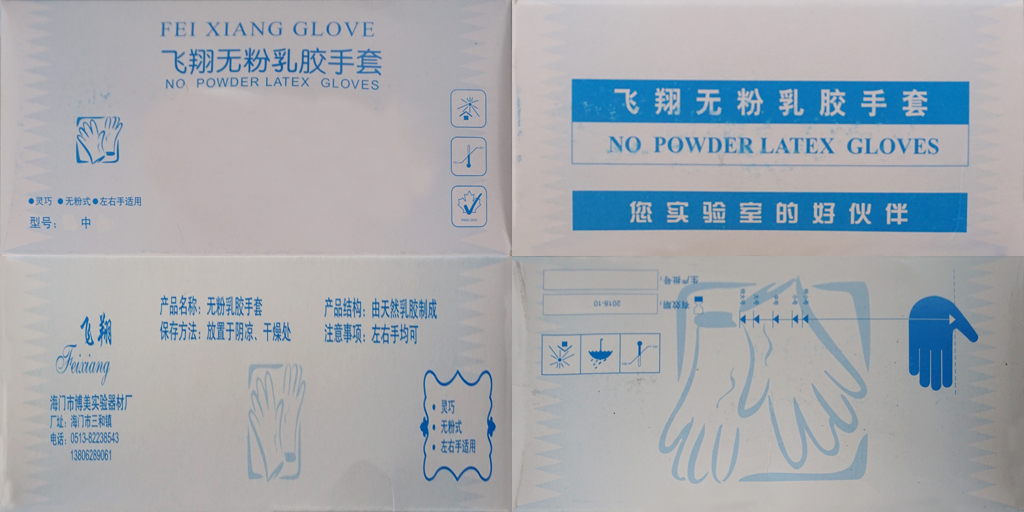 FEI XIANG GLOVE
飞翔无粉乳胶手套
NO POWDER LATEX GLOVES
●灵巧 ●无粉式 ●左右手适用
型号： 中
飞翔无粉乳胶手套
NO POWDER LATEX GLOVES
您实验室的好伙伴
飞翔
Feixiang
海门市博美实验器材厂
厂址：海门市三和镇
电话：0513-82238543
13806289061
产品名称：无粉乳胶手套
保存方法：放置于阴凉、干燥处
产品结构：由天然乳胶制成
注意事项：左右手均可
● 灵巧
● 无粉式
● 左右手适用
生产批号：
有效期：
2018-10